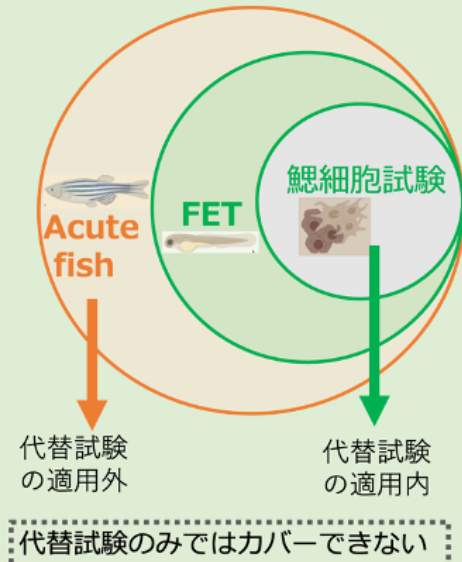 鰓細胞試験
FET
Acute
fish
代替試験
の適用外
代替試験
の適用内
代替試験のみではカバーできない